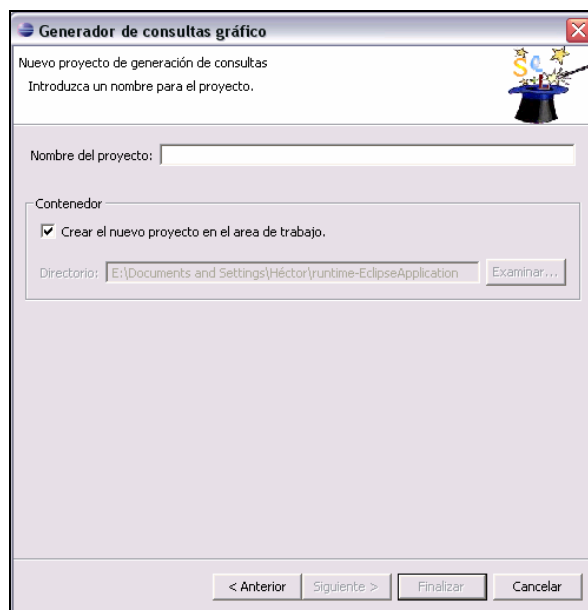 Generador de consultas gráfico
Nuevo proyecto de generación de consultas
Introduzca un nombre para el proyecto.
SQL
Nombre del proyecto:
Contenedor
Crear el nuevo proyecto en el area de trabajo.
Directorio: E:\Documents and Settings\Héctor\runtime-EclipseApplication Examinar...
< Anterior Siguiente > Finalizar Cancelar